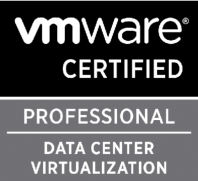 vmware®
CERTIFIED
PROFESSIONAL
DATA CENTER
VIRTUALIZATION